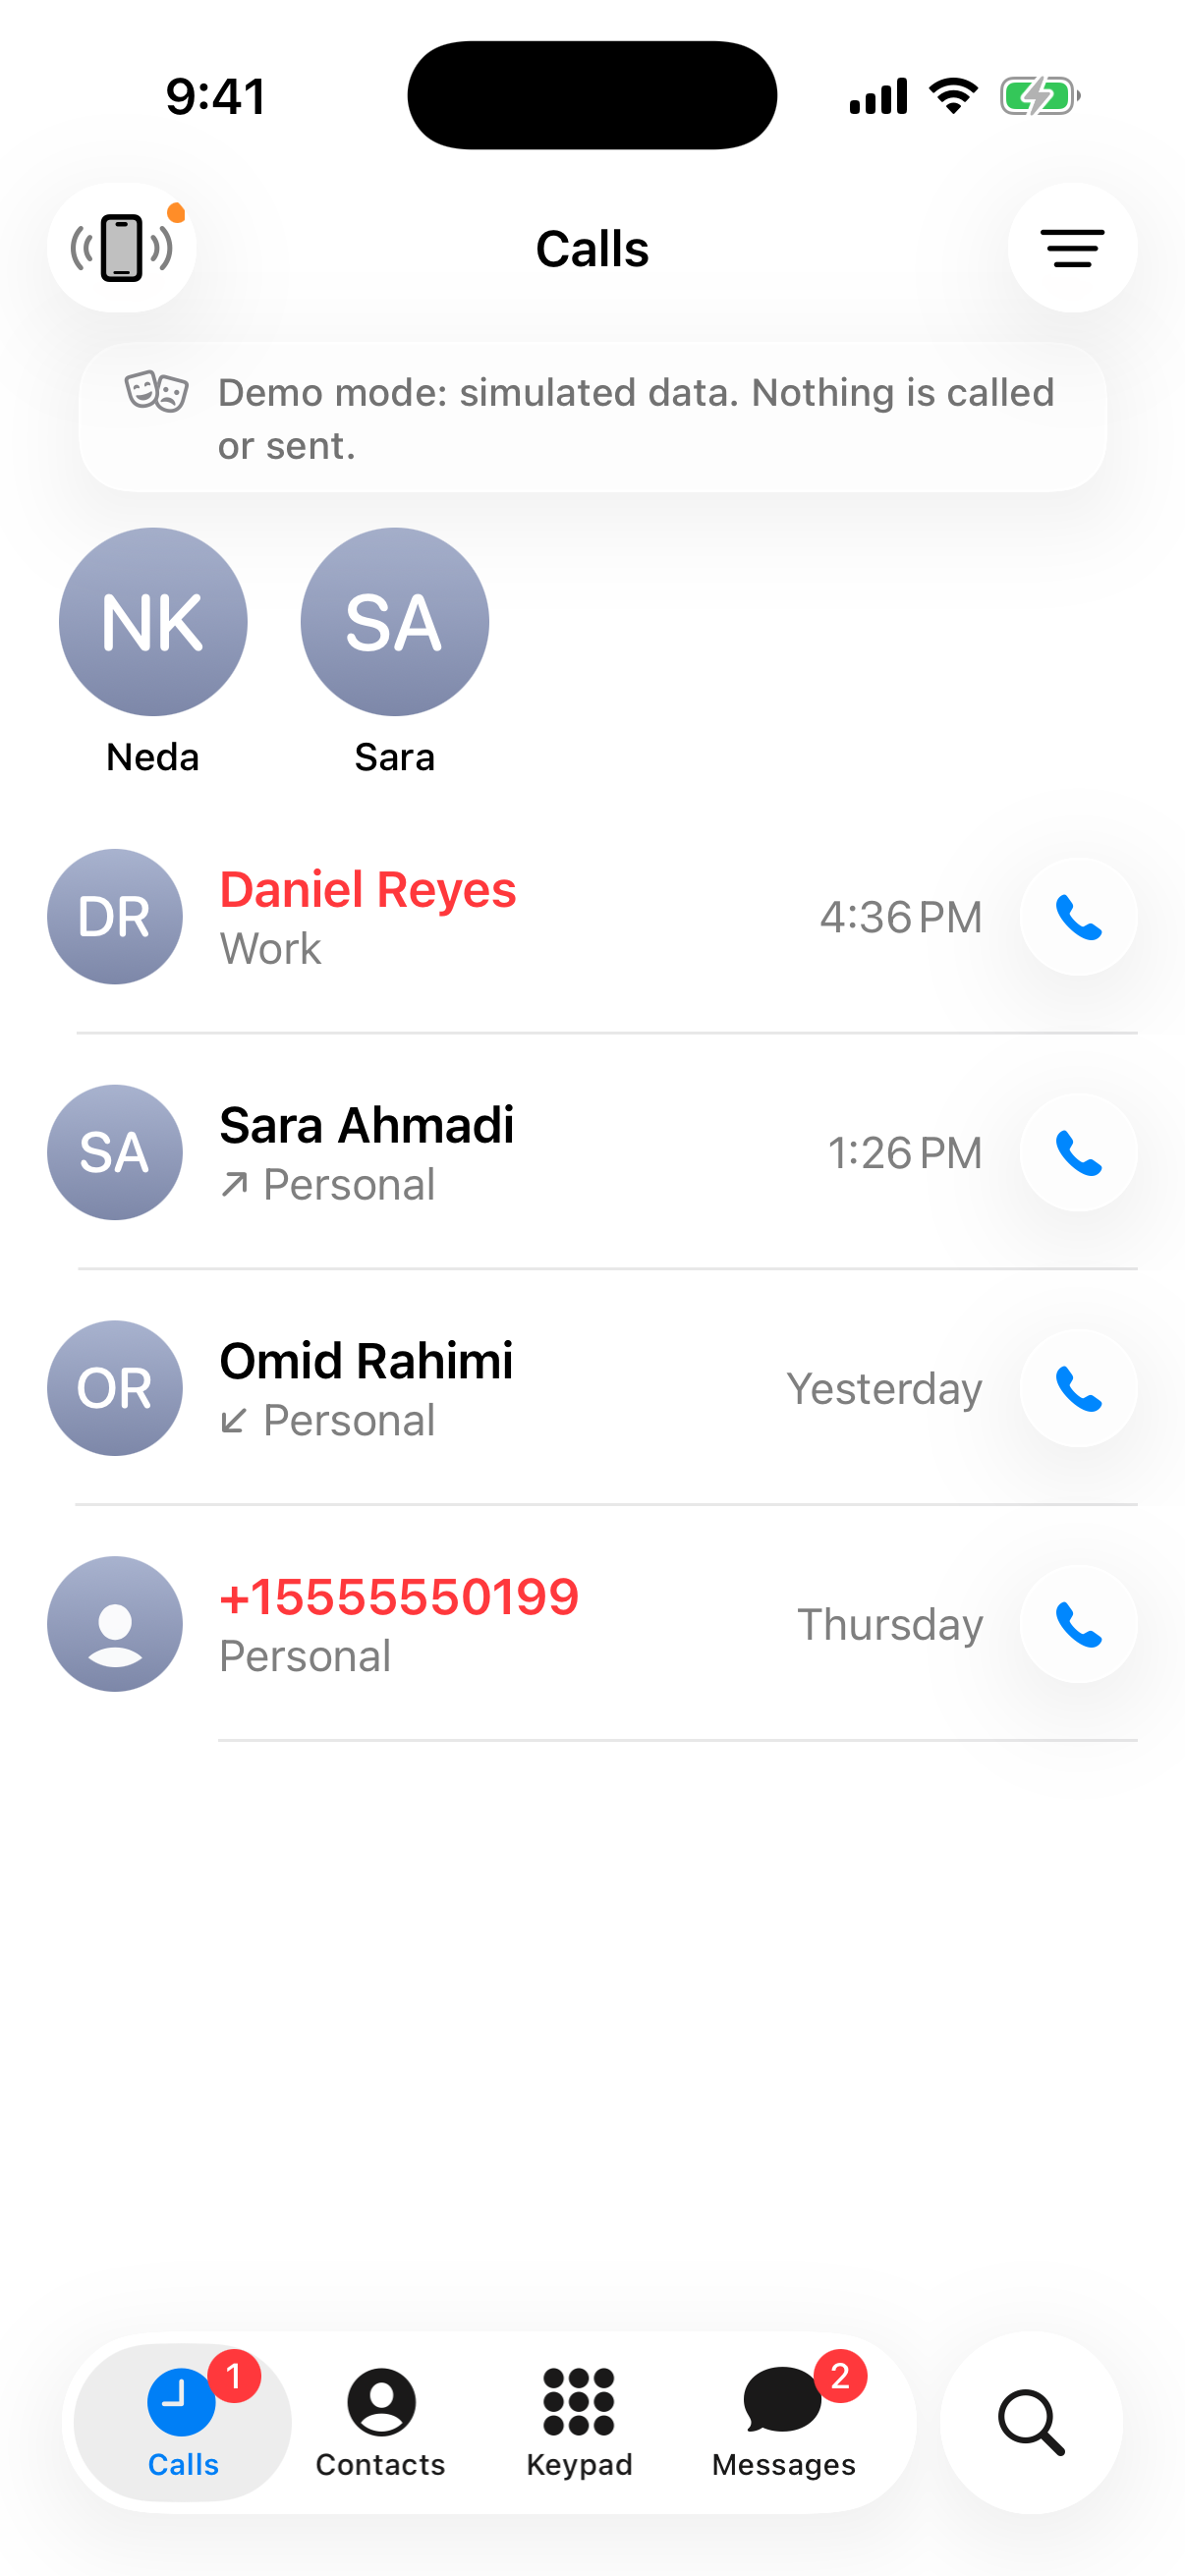 9:41
Calls
Demo mode: simulated data. Nothing is called
or sent.
NK
SA
Neda
Sara
DR
Daniel Reyes
Work
4:36 PM
SA
Sara Ahmadi
Personal
1:26 PM
OR
Omid Rahimi
Personal
Yesterday
+15555550199
Personal
Thursday
1
2
Calls
Contacts
Keypad
Messages